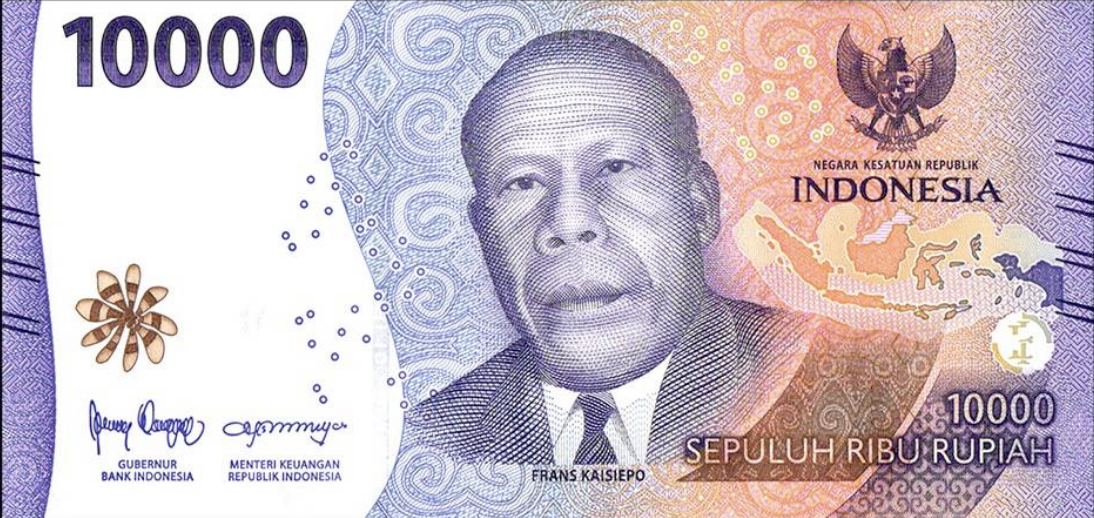 10000
NEGARA KESATUAN REPUBLIK
INDONESIA
GUBERNUR
BANK INDONESIA
MENTERI KEUANGAN
REPUBLIK INDONESIA
FRANS KAISIEPO
10000
SEPULUH RIBU RUPIAH